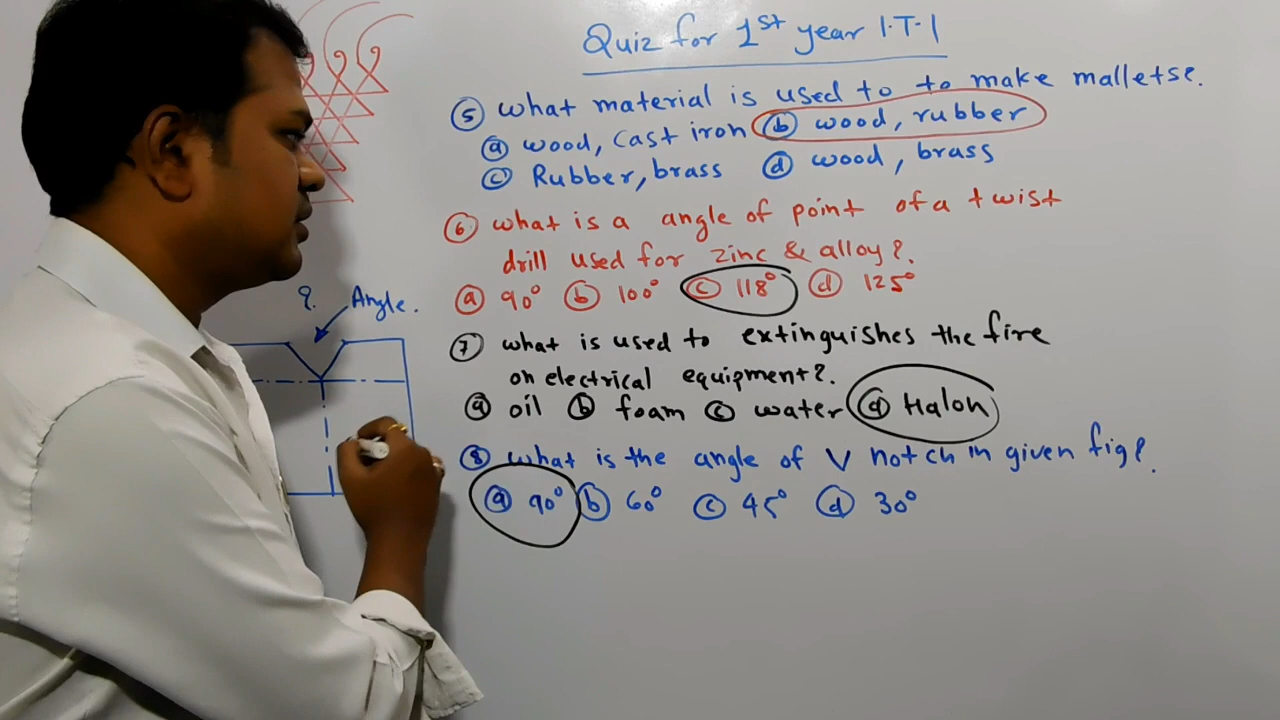 Quiz for 1st year I.T.I
⑤ what material is used to to make malletse.
ⓐ wood, cast iron ⓑ wood, rubber
ⓒ Rubber, brass ⓓ wood, brass
⑥ what is a angle of point of a twist
drill used for zinc & alloy?.
ⓐ 90° ⓑ 100° ⓒ 118° ⓓ 125°
?. Angle.
⑦ what is used to extinguishes the fire
on electrical equipment?.
ⓐ oil ⓑ foam ⓒ water ⓓ Halon
⑧ what is the angle of V notch in given fig?.
ⓐ 90° ⓑ 60° ⓒ 45° ⓓ 30°